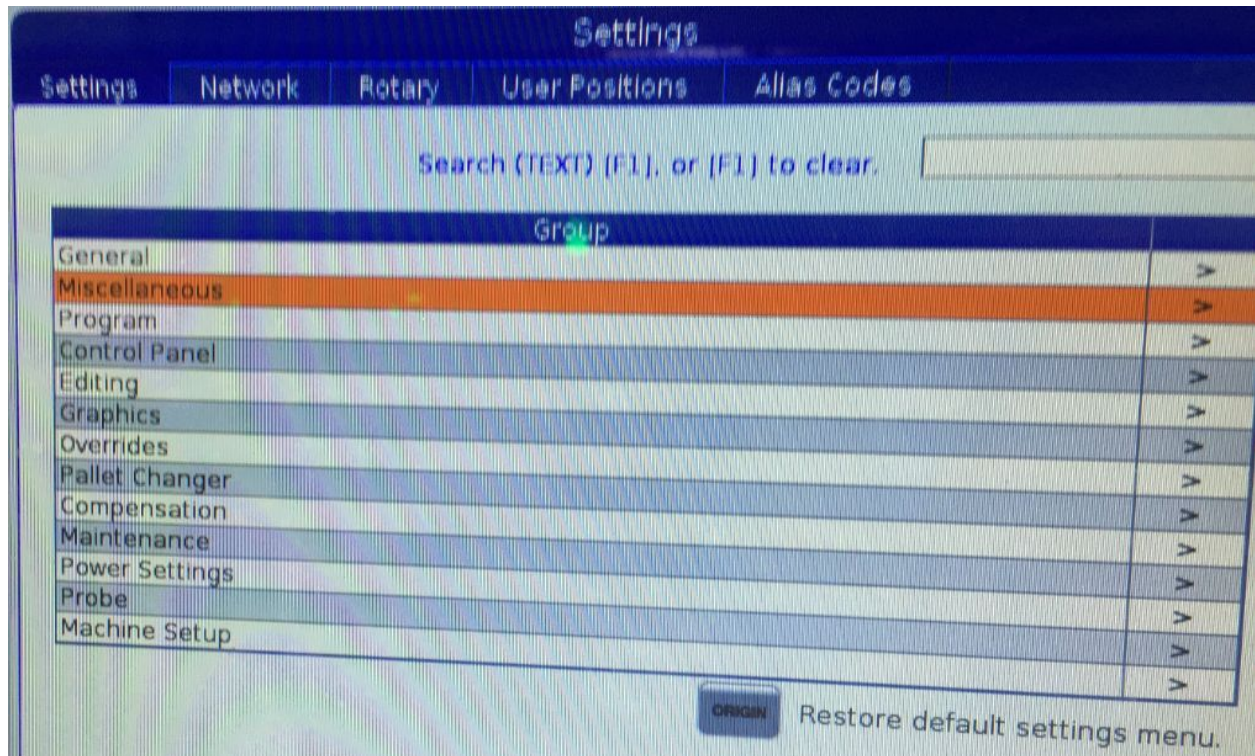 Settings
Settings Network Rotary User Positions Alias Codes
Search (TEXT) [F1], or [F1] to clear.
Group
General >
Miscellaneous >
Program >
Control Panel >
Editing >
Graphics >
Overrides >
Pallet Changer >
Compensation >
Maintenance >
Power Settings >
Probe >
Machine Setup >
ORIGIN Restore default settings menu.